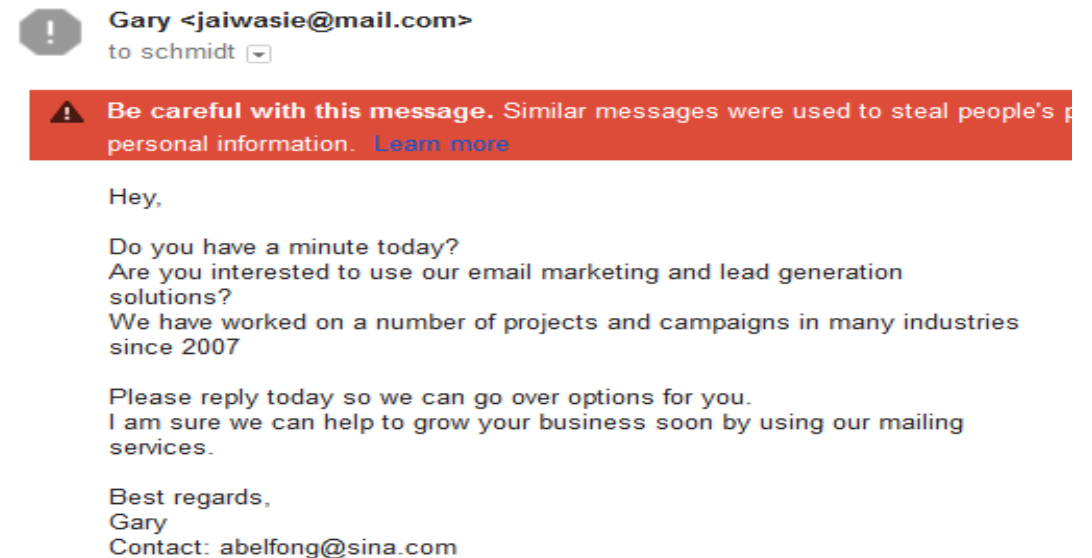 Gary <jaiwasie@mail.com>
to schmidt
Be careful with this message. Similar messages were used to steal people's
personal information. Learn more
Hey,
Do you have a minute today?
Are you interested to use our email marketing and lead generation
solutions?
We have worked on a number of projects and campaigns in many industries
since 2007
Please reply today so we can go over options for you.
I am sure we can help to grow your business soon by using our mailing
services.
Best regards,
Gary
Contact: abelfong@sina.com